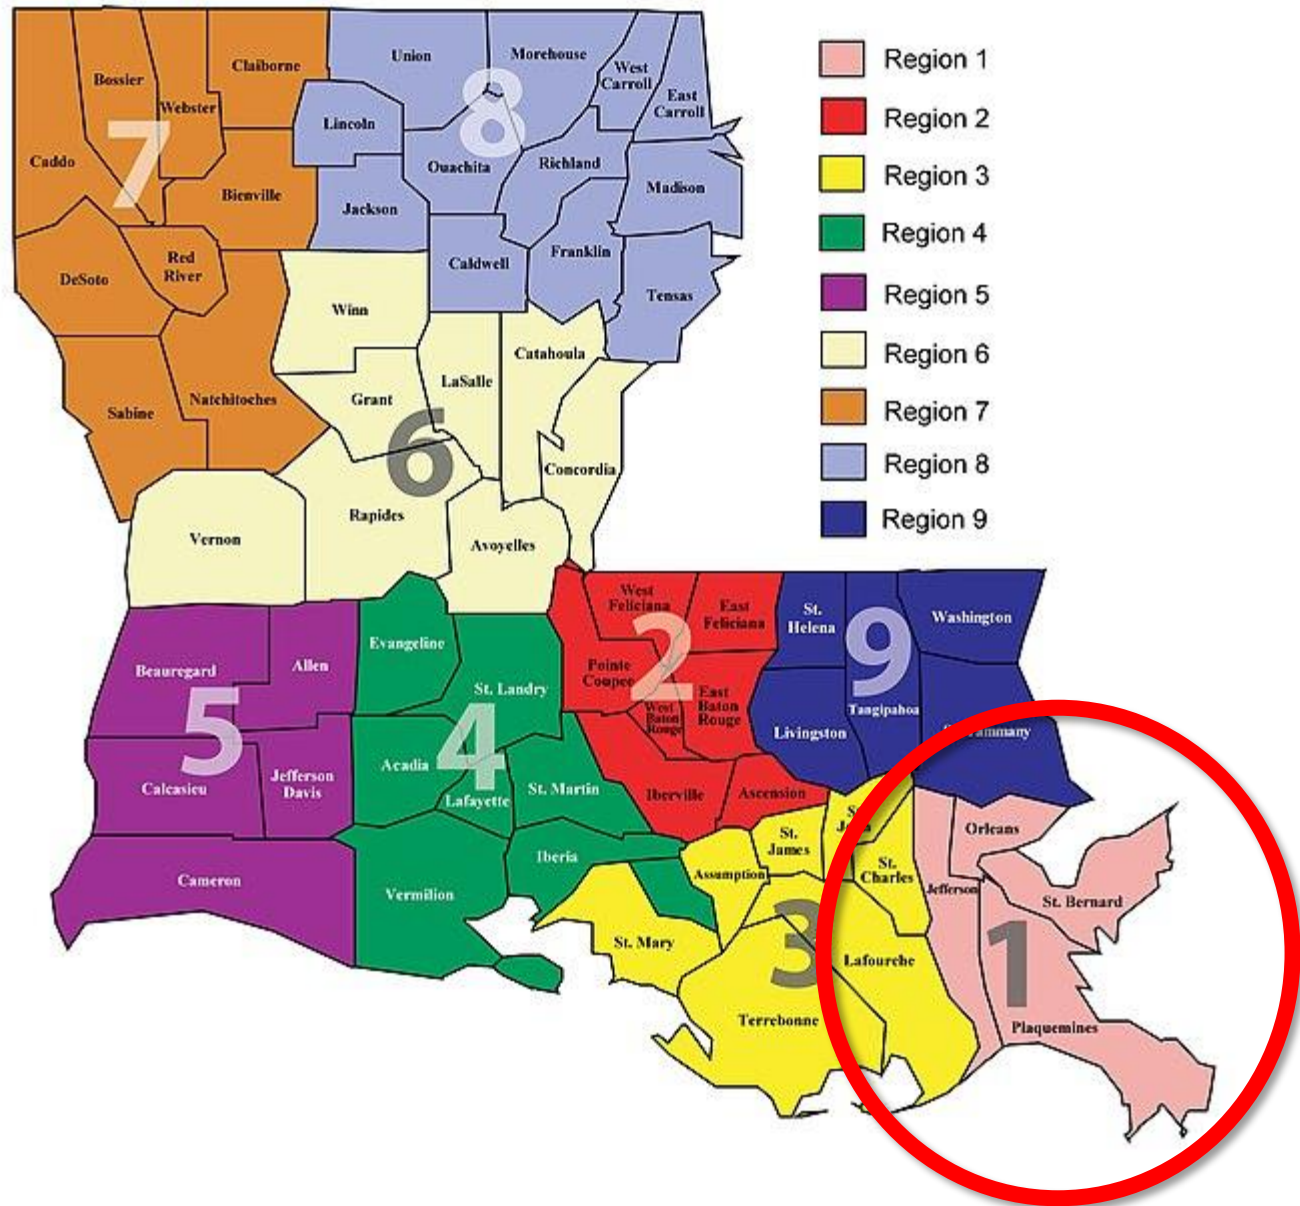 Region 1
Region 2
Region 3
Region 4
Region 5
Region 6
Region 7
Region 8
Region 9
7
Caddo
Bossier
Webster
Claiborne
Bienville
DeSoto
Red
River
Sabine
Natchitoches
8
Union
Morehouse
West
Carroll
East
Carroll
Lincoln
Ouachita
Richland
Madison
Jackson
Caldwell
Franklin
Tensas
6
Winn
Grant
LaSalle
Catahoula
Concordia
Vernon
Rapides
Avoyelles
5
Beauregard
Allen
Calcasieu
Jefferson
Davis
Cameron
4
Evangeline
St. Landry
Acadia
Lafayette
St. Martin
Iberia
Vermilion
2
West
Feliciana
East
Feliciana
Pointe
Coupee
West
Baton
Rouge
East
Baton
Rouge
Iberville
Ascension
9
St.
Helena
Washington
Tangipahoa
Livingston
3
St.
James
Assumption
St.
Charles
St. Mary
Lafourche
Terrebonne
1
Orleans
Jefferson
St. Bernard
Plaquemines